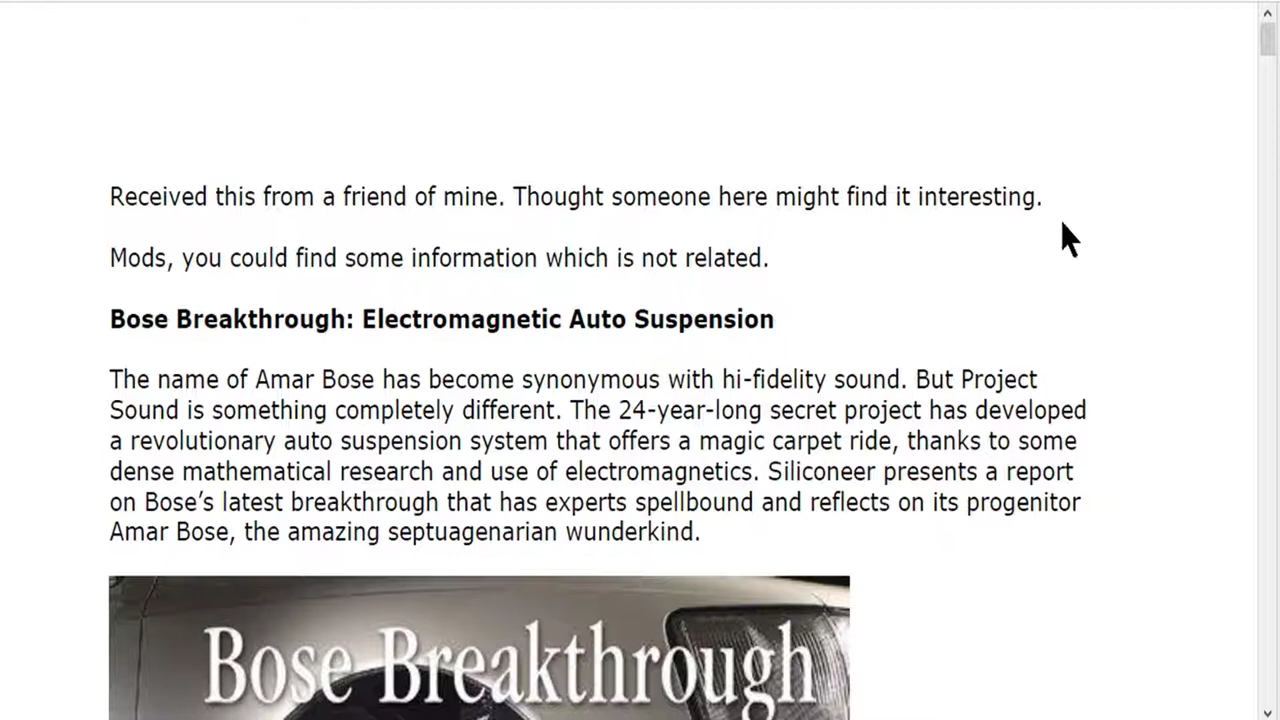 Received this from a friend of mine. Thought someone here might find it interesting.
Mods, you could find some information which is not related.
Bose Breakthrough: Electromagnetic Auto Suspension
The name of Amar Bose has become synonymous with hi-fidelity sound. But Project
Sound is something completely different. The 24-year-long secret project has developed
a revolutionary auto suspension system that offers a magic carpet ride, thanks to some
dense mathematical research and use of electromagnetics. Siliconeer presents a report
on Bose’s latest breakthrough that has experts spellbound and reflects on its progenitor
Amar Bose, the amazing septuagenarian wunderkind.
Bose Breakthrough